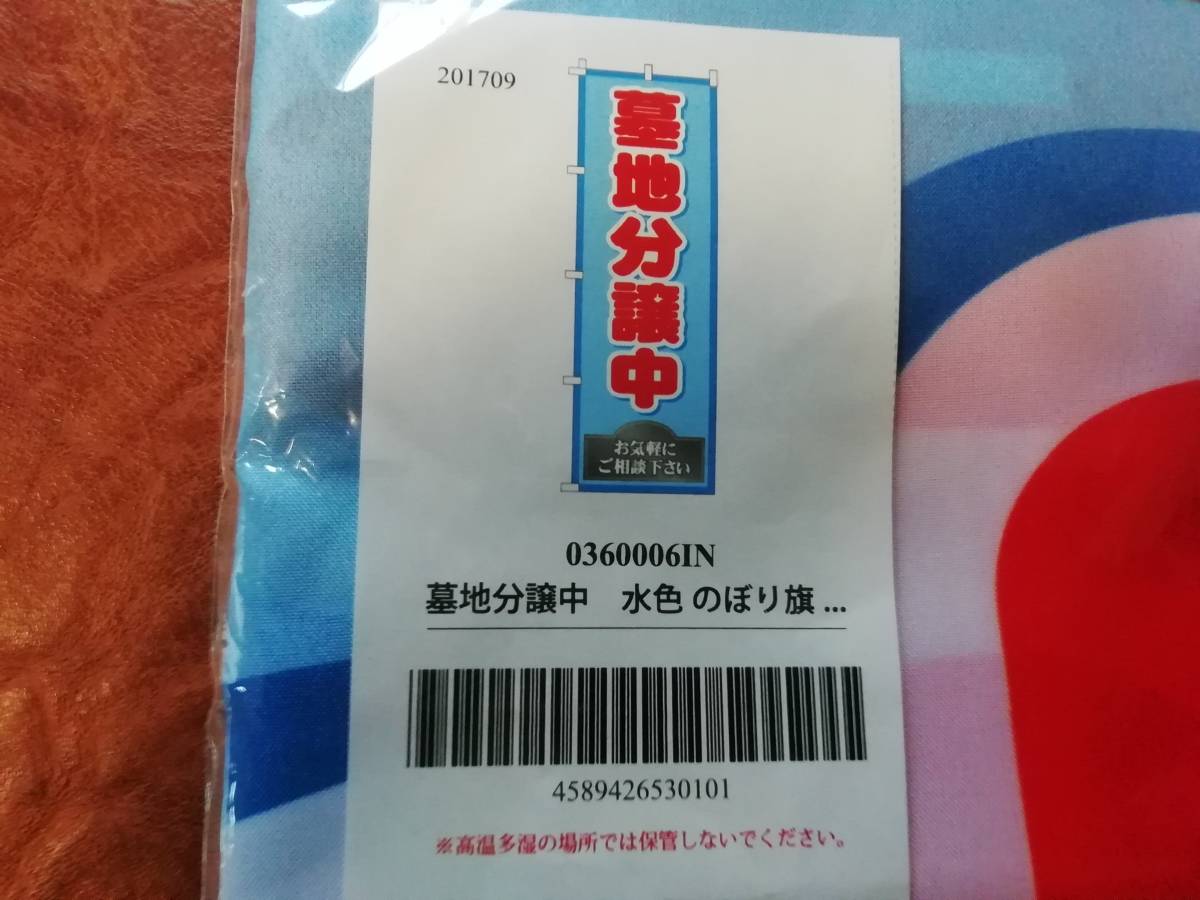 201709
墓地分譲中
お気軽に
ご相談下さい
0360006IN
墓地分譲中　水色 のぼり旗 ...
4589426530101
※高温多湿の場所では保管しないでください。